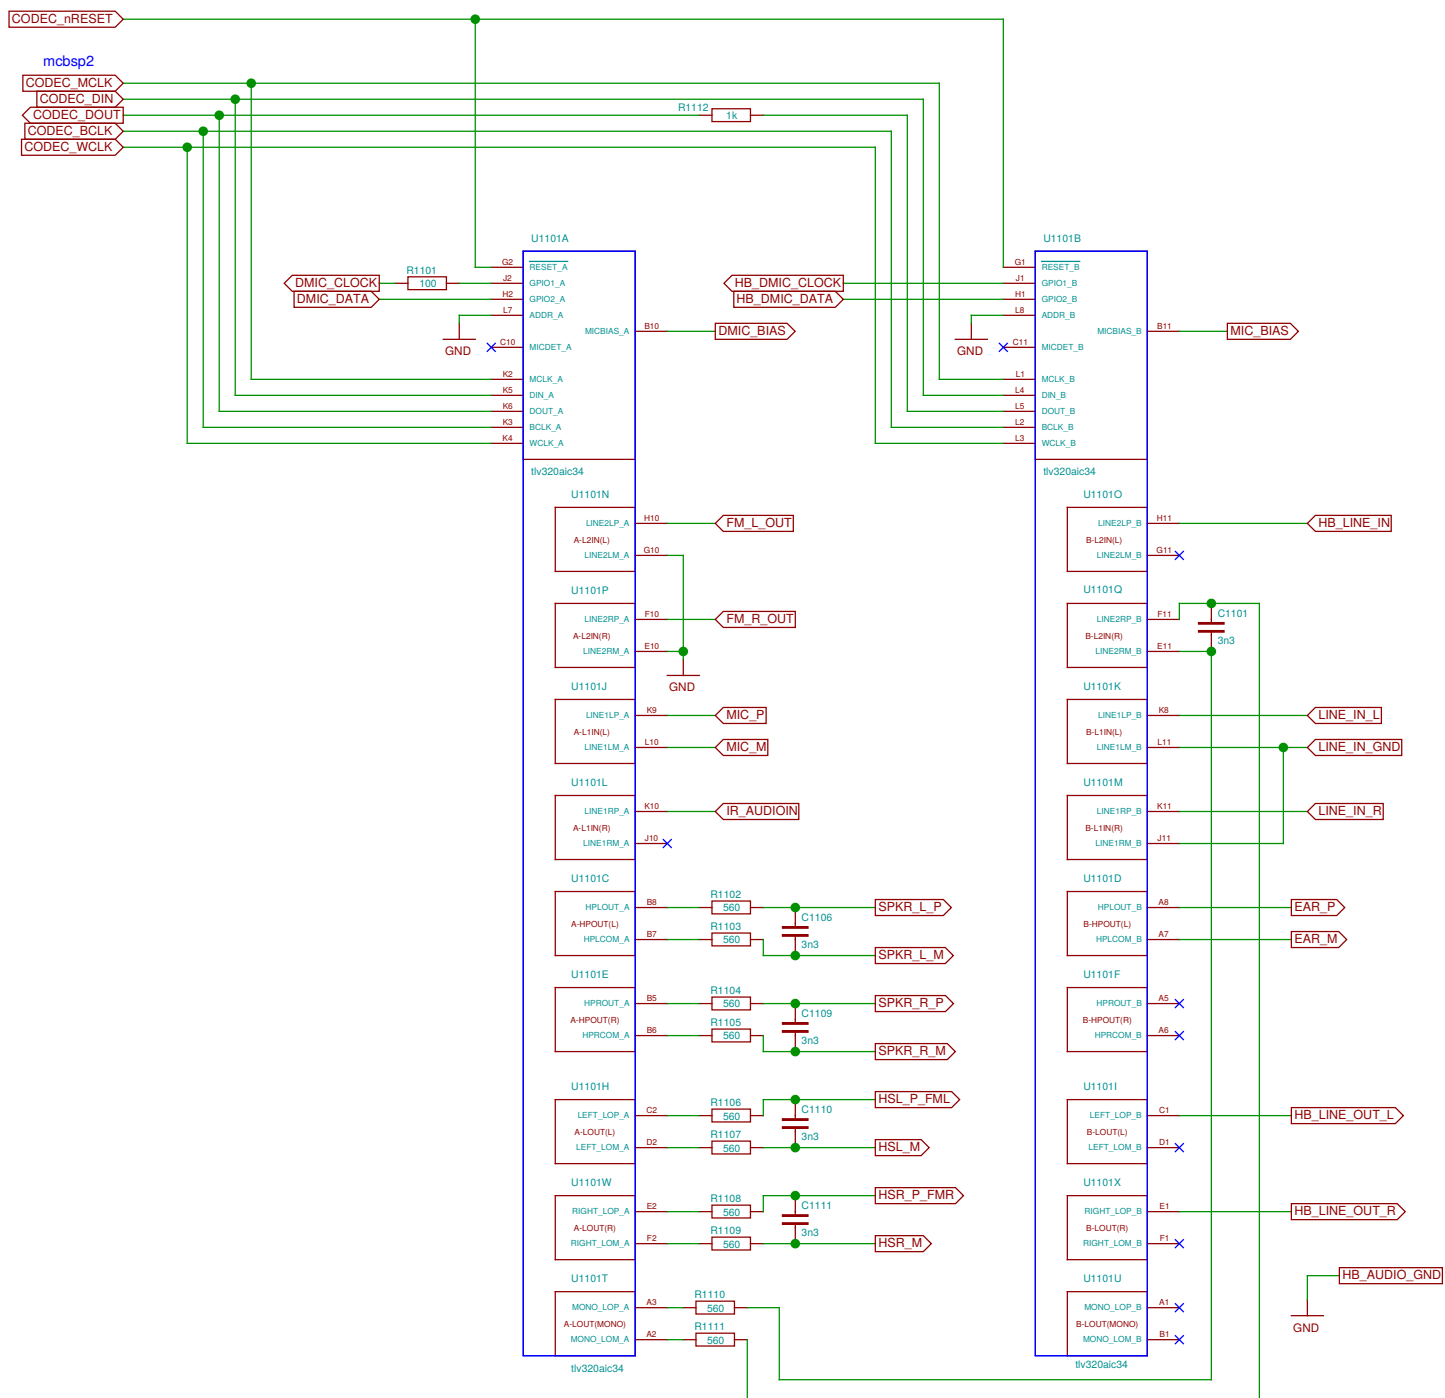 CODEC_nRESET
mcbsp2
CODEC_MCLK
CODEC_DIN
CODEC_DOUT
CODEC_BCLK
CODEC_WCLK
R1112
1k
U1101A
DMIC_CLOCK
R1101
100
DMIC_DATA
GND
G2 RESET_A
J2 GPIO1_A
H2 GPIO2_A
L7 ADDR_A
MICBIAS_A B10 DMIC_BIAS
C10 MICDET_A
K2 MCLK_A
K5 DIN_A
K6 DOUT_A
K3 BCLK_A
K4 WCLK_A
tlv320aic34
U1101B
HB_DMIC_CLOCK
HB_DMIC_DATA
GND
G1 RESET_B
J1 GPIO1_B
H1 GPIO2_B
L8 ADDR_B
MICBIAS_B B11 MIC_BIAS
C11 MICDET_B
L1 MCLK_B
L4 DIN_B
L5 DOUT_B
L2 BCLK_B
L3 WCLK_B
tlv320aic34
U1101N
LINE2LP_A H10 FM_L_OUT
A-L2IN(L)
LINE2LM_A G10
U1101P
LINE2RP_A F10 FM_R_OUT
A-L2IN(R)
LINE2RM_A E10
GND
U1101J
LINE1LP_A K9 MIC_P
A-L1IN(L)
LINE1LM_A L10 MIC_M
U1101L
LINE1RP_A K10 IR_AUDIOIN
A-L1IN(R)
LINE1RM_A J10
U1101C
HPLOUT_A B8 R1102 560 SPKR_L_P
A-HPOUT(L)
C1106
3n3
HPLCOM_A B7 R1103 560 SPKR_L_M
U1101E
HPROUT_A B5 R1104 560 SPKR_R_P
A-HPOUT(R)
C1109
3n3
HPRCOM_A B6 R1105 560 SPKR_R_M
U1101H
LEFT_LOP_A C2 R1106 560 HSL_P_FML
A-LOUT(L)
C1110
3n3
LEFT_LOM_A D2 R1107 560 HSL_M
U1101W
RIGHT_LOP_A E2 R1108 560 HSR_P_FMR
A-LOUT(R)
C1111
3n3
RIGHT_LOM_A F2 R1109 560 HSR_M
U1101T
MONO_LOP_A A3 R1110 560
A-LOUT(MONO)
MONO_LOM_A A2 R1111 560
tlv320aic34
U1101O
LINE2LP_B H11 HB_LINE_IN
B-L2IN(L)
LINE2LM_B G11
U1101Q
LINE2RP_B F11
B-L2IN(R)
C1101
3n3
LINE2RM_B E11
U1101K
LINE1LP_B K8 LINE_IN_L
B-L1IN(L)
LINE1LM_B L11 LINE_IN_GND
U1101M
LINE1RP_B K11 LINE_IN_R
B-L1IN(R)
LINE1RM_B J11
U1101D
HPLOUT_B A8 EAR_P
B-HPOUT(L)
HPLCOM_B A7 EAR_M
U1101F
HPROUT_B A5
B-HPOUT(R)
HPRCOM_B A6
U1101I
LEFT_LOP_B C1 HB_LINE_OUT_L
B-LOUT(L)
LEFT_LOM_B D1
U1101X
RIGHT_LOP_B E1 HB_LINE_OUT_R
B-LOUT(R)
RIGHT_LOM_B F1
U1101U
MONO_LOP_B A1
B-LOUT(MONO)
MONO_LOM_B B1
tlv320aic34
HB_AUDIO_GND
GND